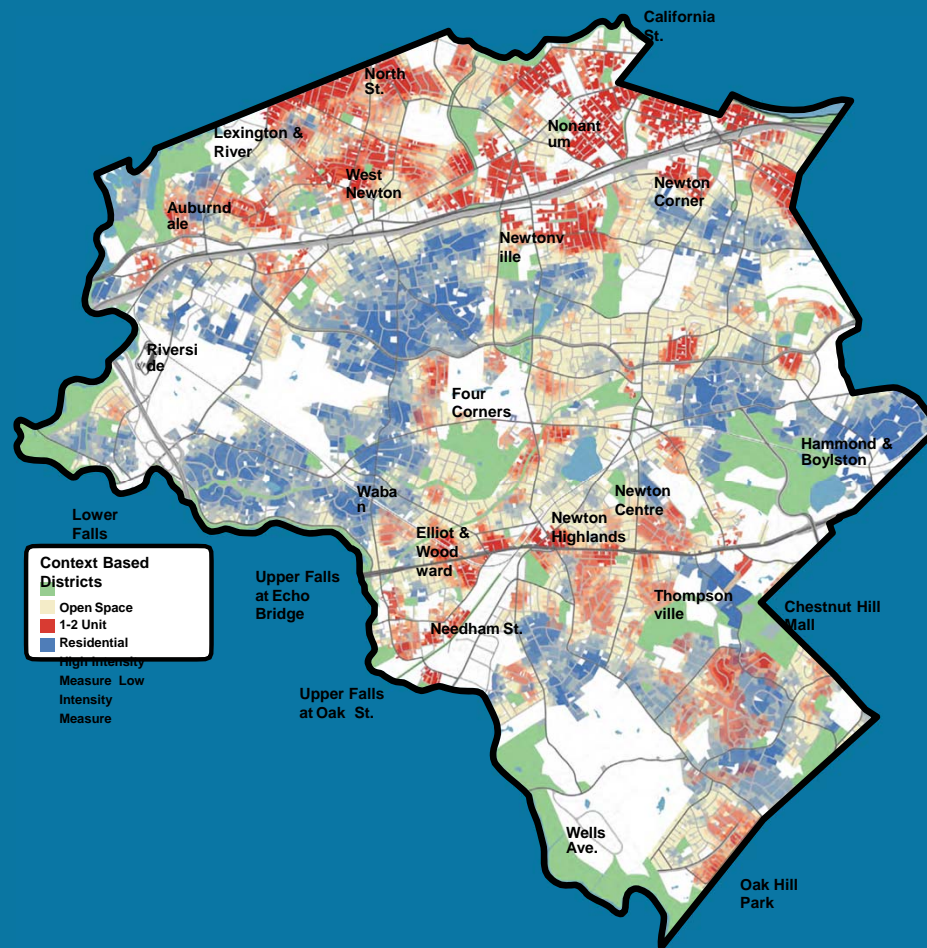 California
St.
North
St.
Lexington &
River
Nonant
um
West
Newton
Newton
Corner
Auburnd
ale
Newtonv
ille
Riversi
de
Four
Corners
Hammond &
Boylston
Waba
n
Newton
Centre
Lower
Falls
Elliot &
Wood
ward
Newton
Highlands
Context Based
Districts
Open Space
1-2 Unit
Residential
High Intensity
Measure Low
Intensity
Measure
Upper Falls
at Echo
Bridge
Thompson
ville
Chestnut Hill
Mall
Needham St.
Upper Falls
at Oak St.
Wells
Ave.
Oak Hill
Park